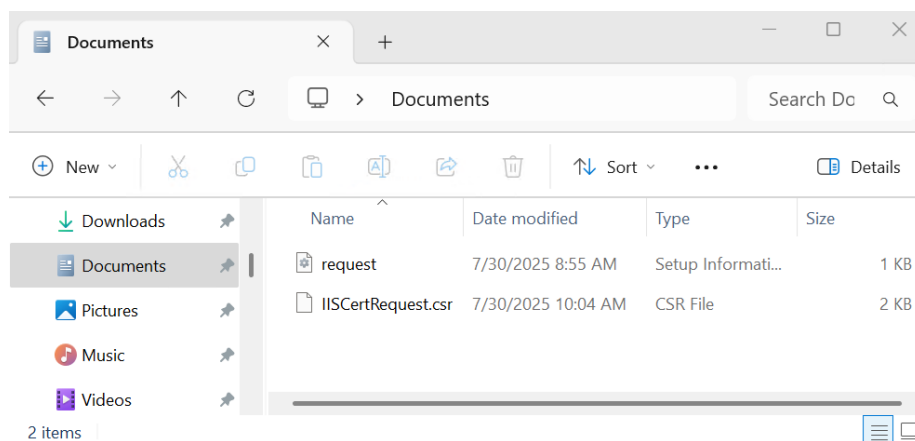 Documents
Documents
Search Do
New
Sort
Details
Downloads
Documents
Pictures
Music
Videos
Name Date modified Type Size
request 7/30/2025 8:55 AM Setup Informati... 1 KB
IISCertRequest.csr 7/30/2025 10:04 AM CSR File 2 KB
2 items